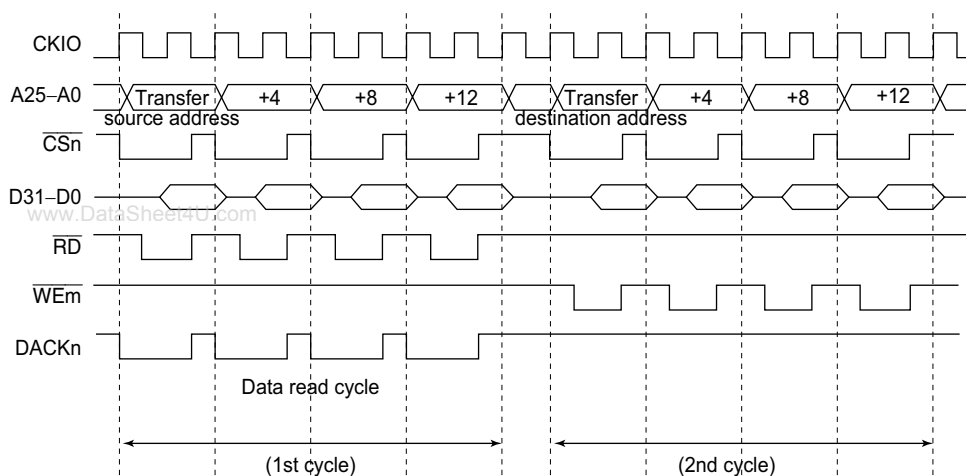 CKIO
A25–A0
Transfer
source address
+4
+8
+12
Transfer
destination address
+4
+8
+12
CSn
D31–D0
www.DataSheet4U.com
RD
WEm
DACKn
Data read cycle
(1st cycle)
(2nd cycle)